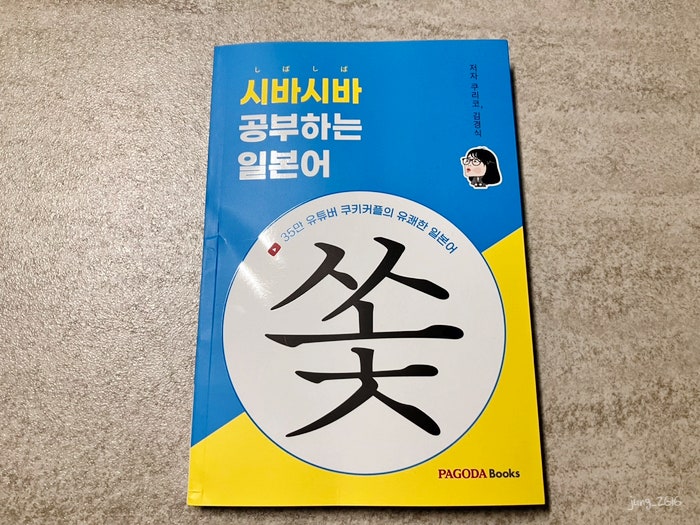 しばしば
시바시바
공부하는
일본어
저자 쿠리코, 김경식
35만 유튜버 쿠키커플의 유쾌한 일본어
쏫
PAGODA Books
jung_2616